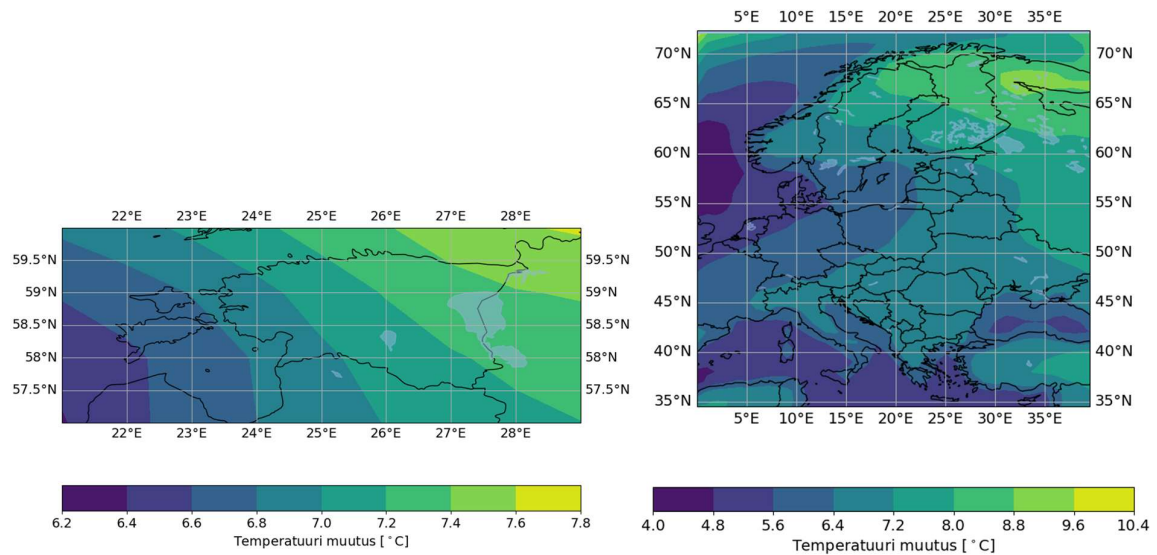 22°E 23°E 24°E 25°E 26°E 27°E 28°E
59.5°N 59.5°N
59°N 59°N
58.5°N 58.5°N
58°N 58°N
57.5°N 57.5°N
22°E 23°E 24°E 25°E 26°E 27°E 28°E
6.2 6.4 6.6 6.8 7.0 7.2 7.4 7.6 7.8
Temperatuuri muutus [°C]
5°E 10°E 15°E 20°E 25°E 30°E 35°E
70°N 70°N
65°N 65°N
60°N 60°N
55°N 55°N
50°N 50°N
45°N 45°N
40°N 40°N
35°N 35°N
5°E 10°E 15°E 20°E 25°E 30°E 35°E
4.0 4.8 5.6 6.4 7.2 8.0 8.8 9.6 10.4
Temperatuuri muutus [°C]